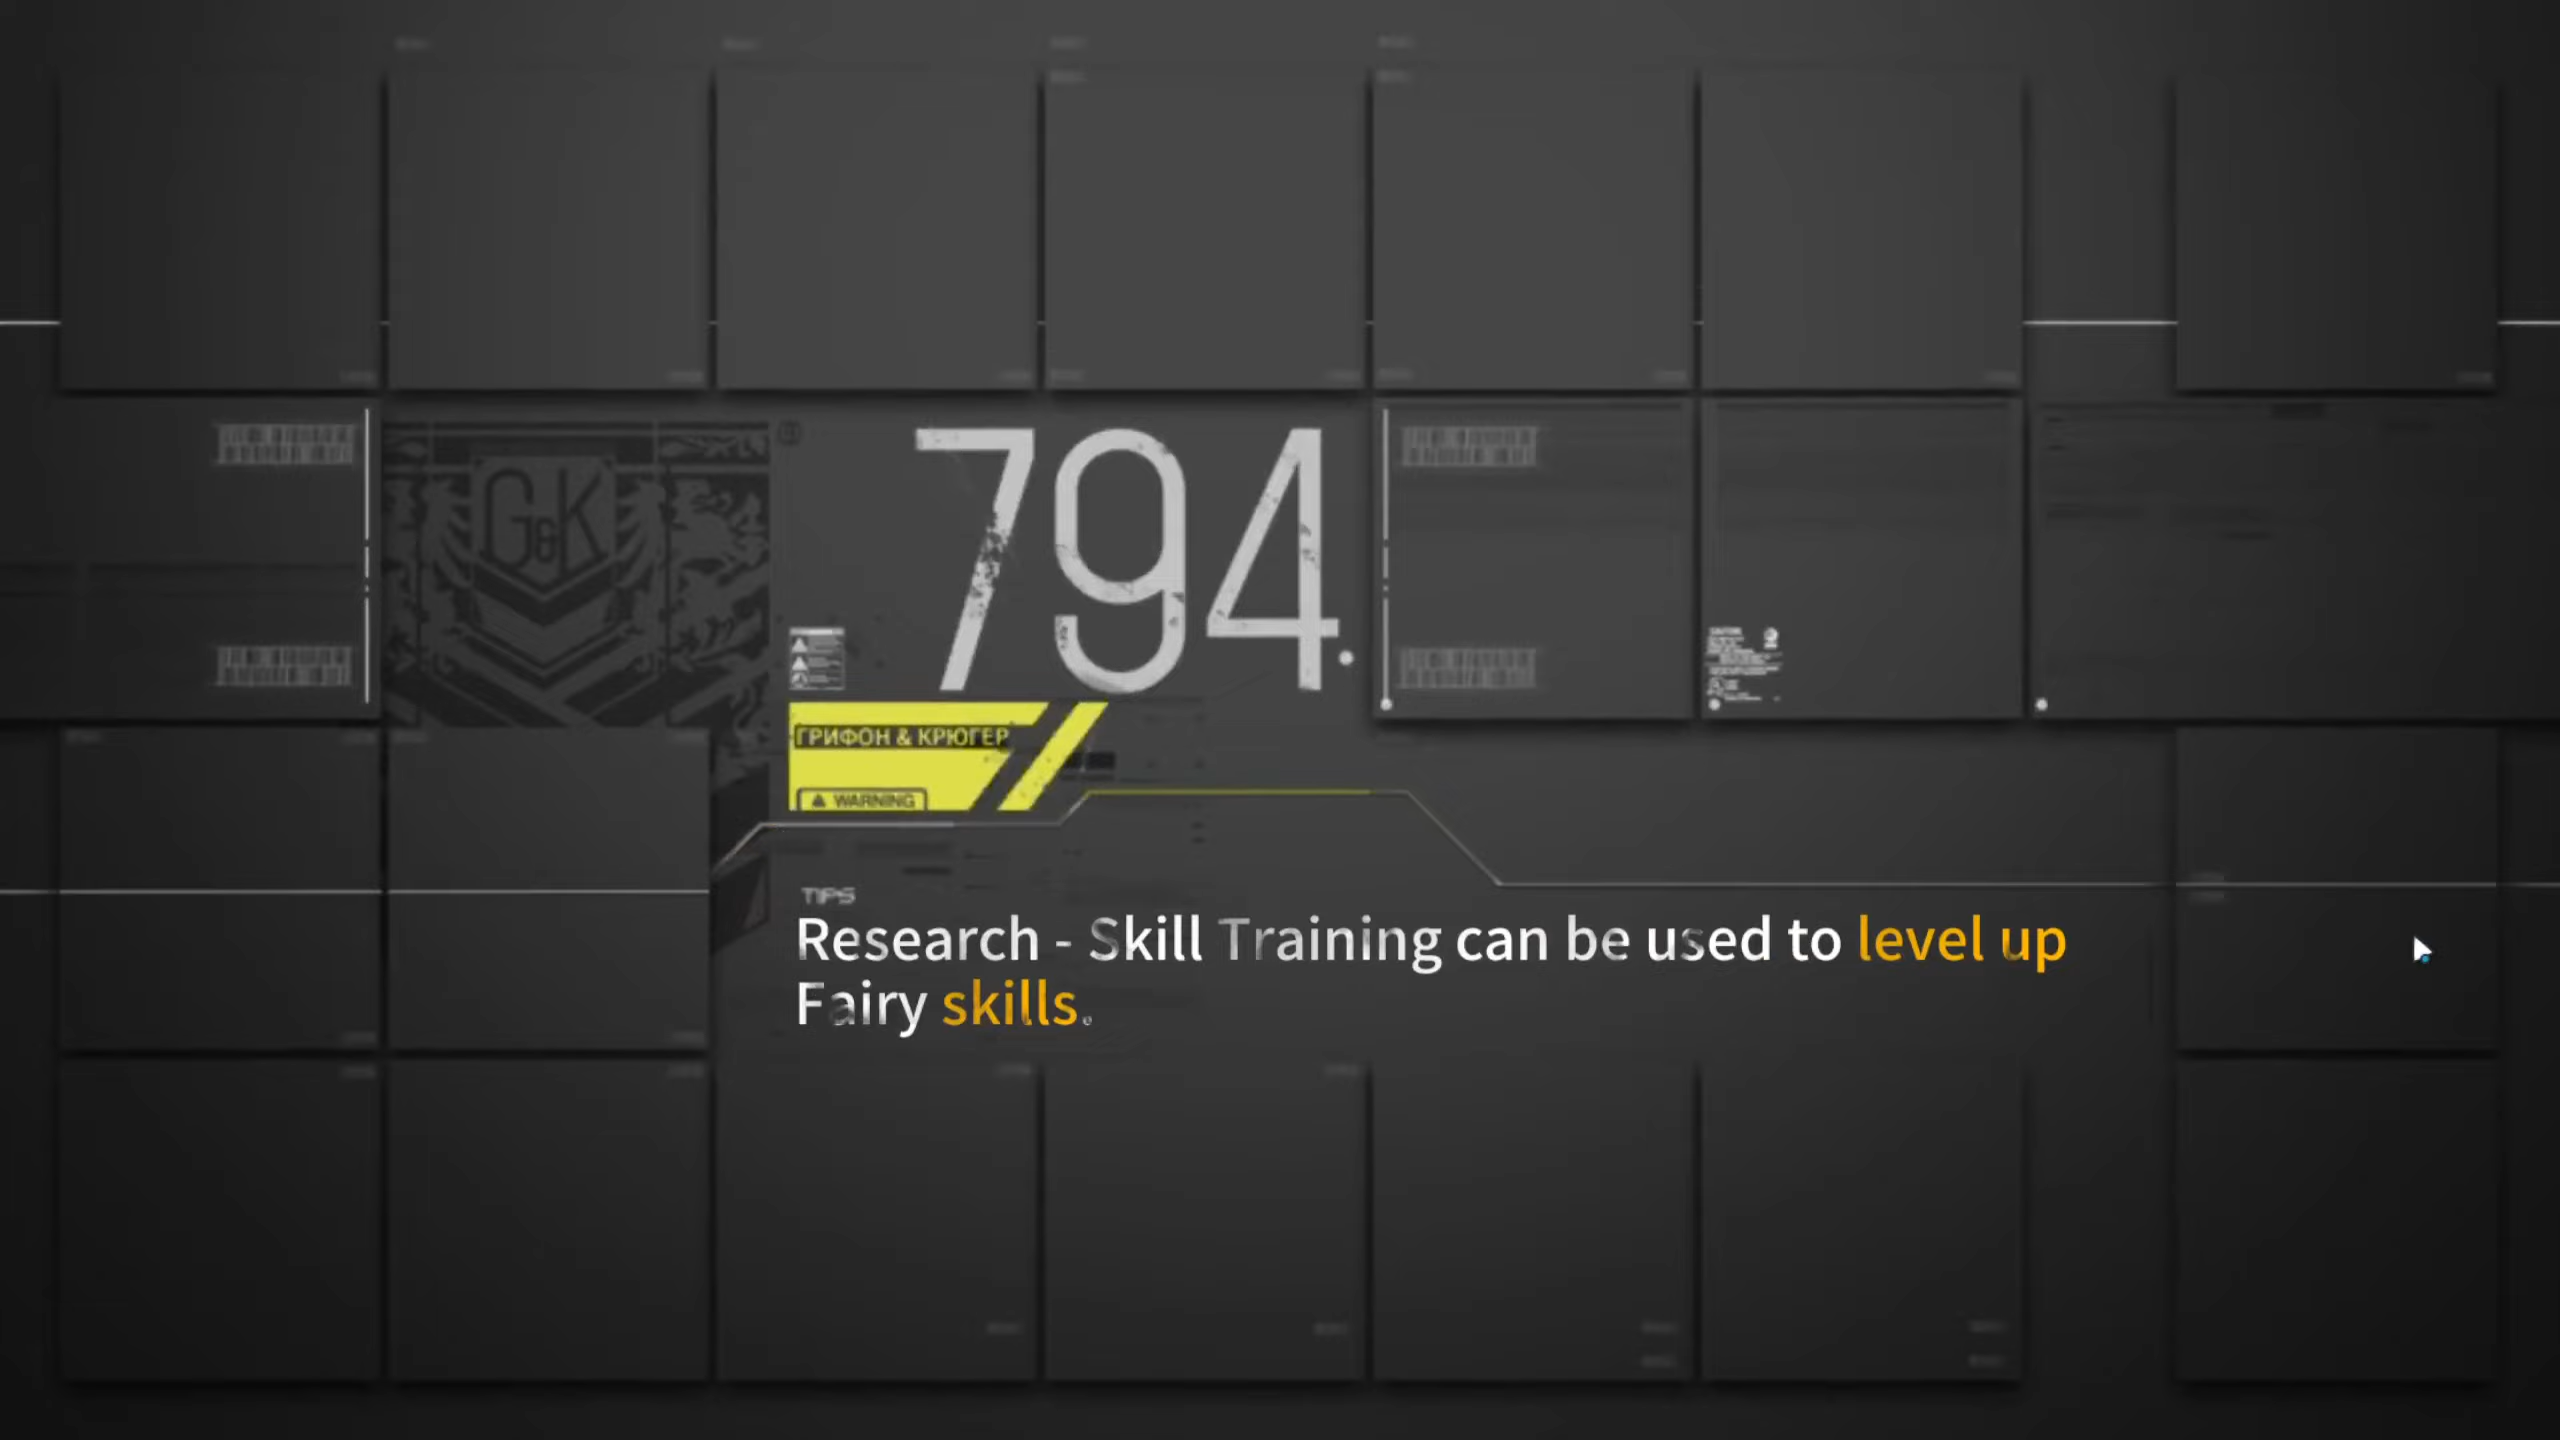 G&K
794.
ГРИФОН & КРЮГЕР
WARNING
TIPS
Research - Skill Training can be used to level up
Fairy skills.